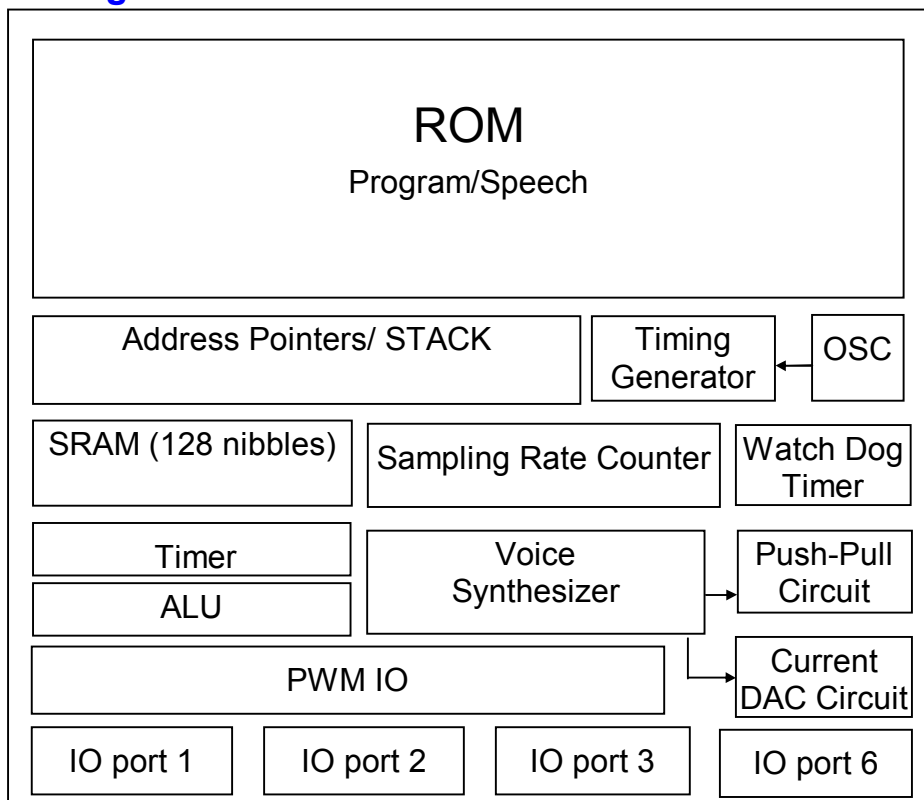 ROM
Program/Speech
Address Pointers/ STACK
Timing
Generator
OSC
SRAM (128 nibbles)
Sampling Rate Counter
Watch Dog
Timer
Timer
ALU
Voice
Synthesizer
Push-Pull
Circuit
PWM IO
Current
DAC Circuit
IO port 1
IO port 2
IO port 3
IO port 6